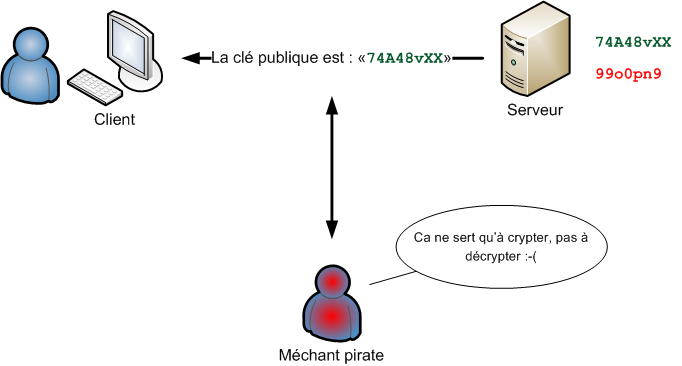 La clé publique est : «74A48vXX»
74A48vXX
99o0pn9
Client
Serveur
Ca ne sert qu'à crypter, pas à
décrypter :-(
Méchant pirate